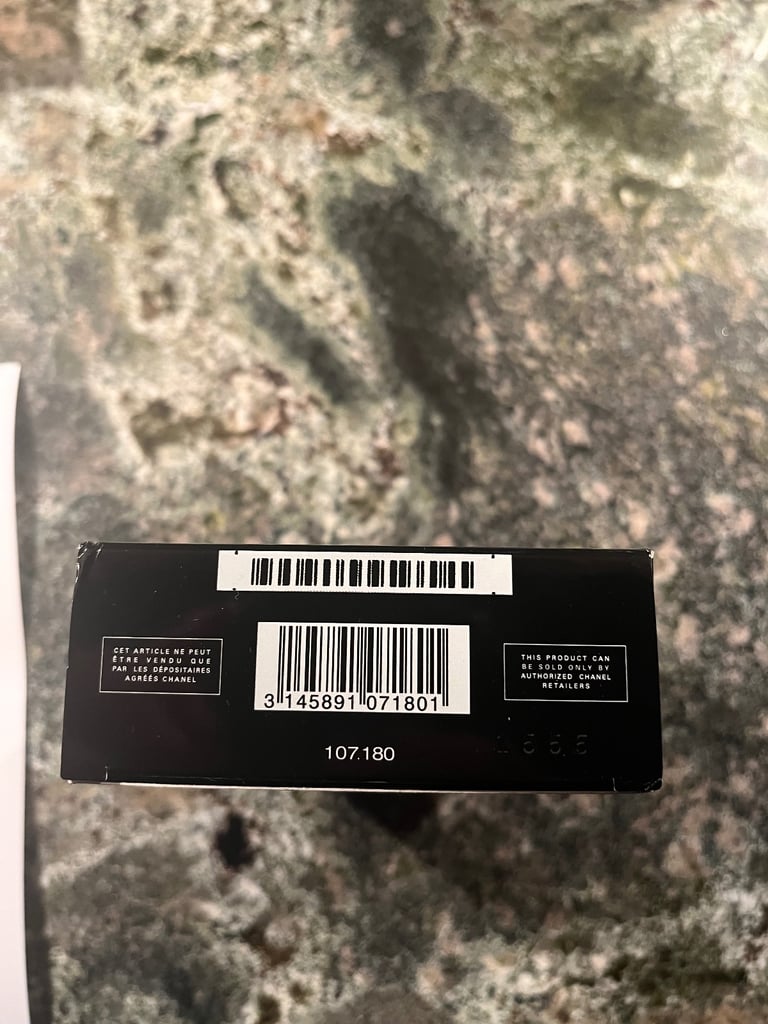 CET ARTICLE NE PEUT
ÊTRE VENDU QUE
PAR LES DÉPOSITAIRES
AGRÉÉS CHANEL
3 145891 071801
THIS PRODUCT CAN
BE SOLD ONLY BY
AUTHORIZED CHANEL
RETAILERS
107.180